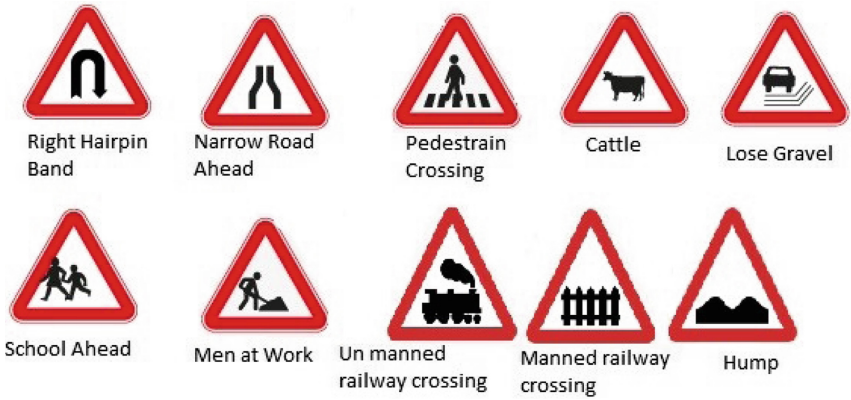 Right Hairpin
Band
Narrow Road
Ahead
Pedestrain
Crossing
Cattle
Lose Gravel
School Ahead
Men at Work
Un manned
railway crossing
Manned railway
crossing
Hump